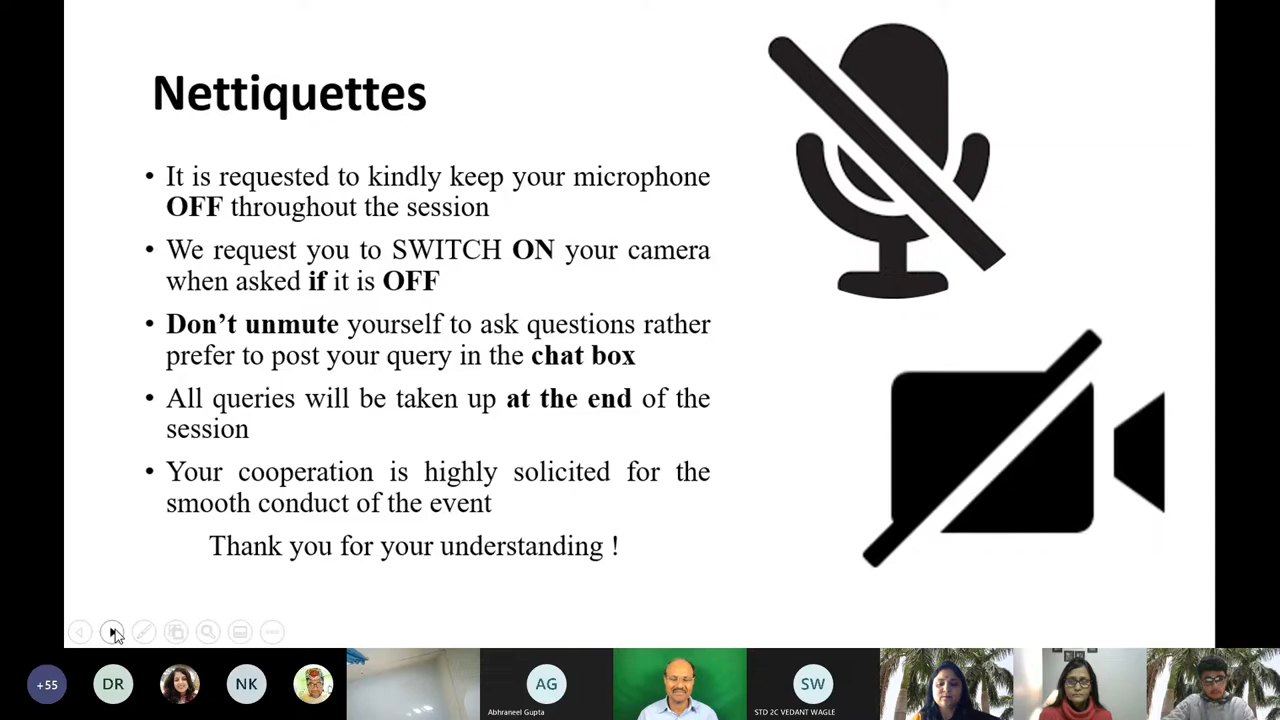 Nettiquettes
• It is requested to kindly keep your microphone
OFF throughout the session
• We request you to SWITCH ON your camera
when asked if it is OFF
• Don’t unmute yourself to ask questions rather
prefer to post your query in the chat box
• All queries will be taken up at the end of the
session
• Your cooperation is highly solicited for the
smooth conduct of the event
Thank you for your understanding !
+55
DR
NK
AG
Abhraneel Gupta
SW
STD 2C VEDANT WAGLE